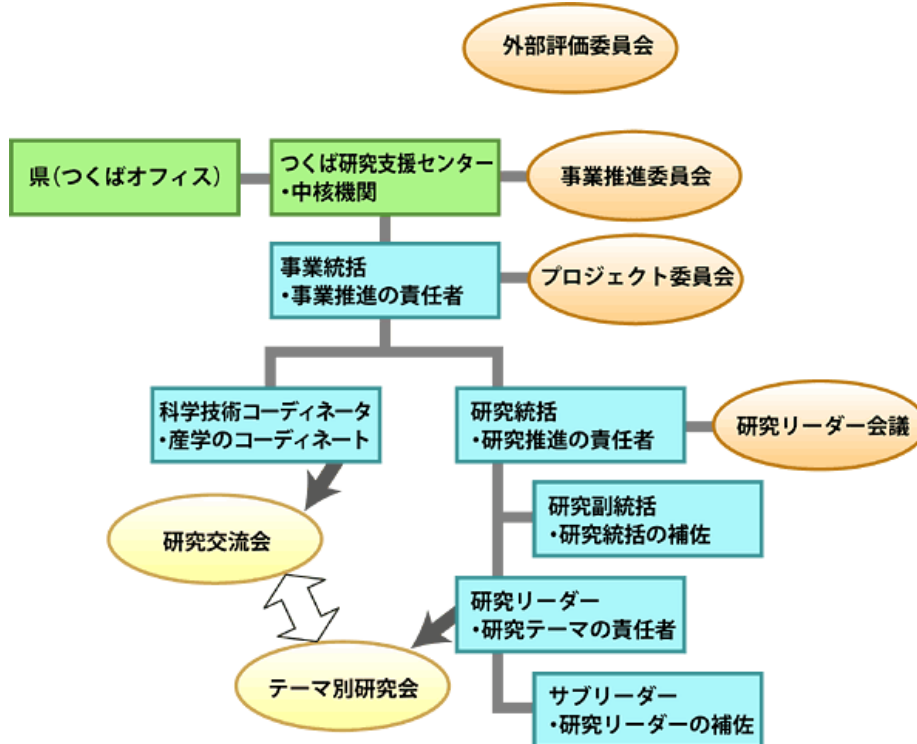 外部評価委員会
県(つくばオフィス)
つくば研究支援センター
・中核機関
事業推進委員会
事業統括
・事業推進の責任者
プロジェクト委員会
科学技術コーディネータ
・産学のコーディネート
研究統括
・研究推進の責任者
研究リーダー会議
研究副統括
・研究統括の補佐
研究交流会
研究リーダー
・研究テーマの責任者
テーマ別研究会
サブリーダー
・研究リーダーの補佐